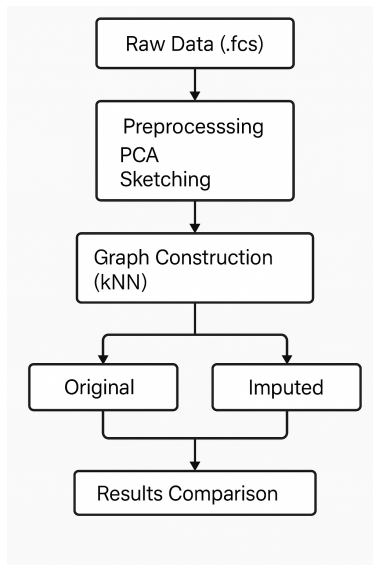 Raw Data (.fcs)
Preprocesssing
PCA
Sketching
Graph Construction
(kNN)
Original
Imputed
Results Comparison